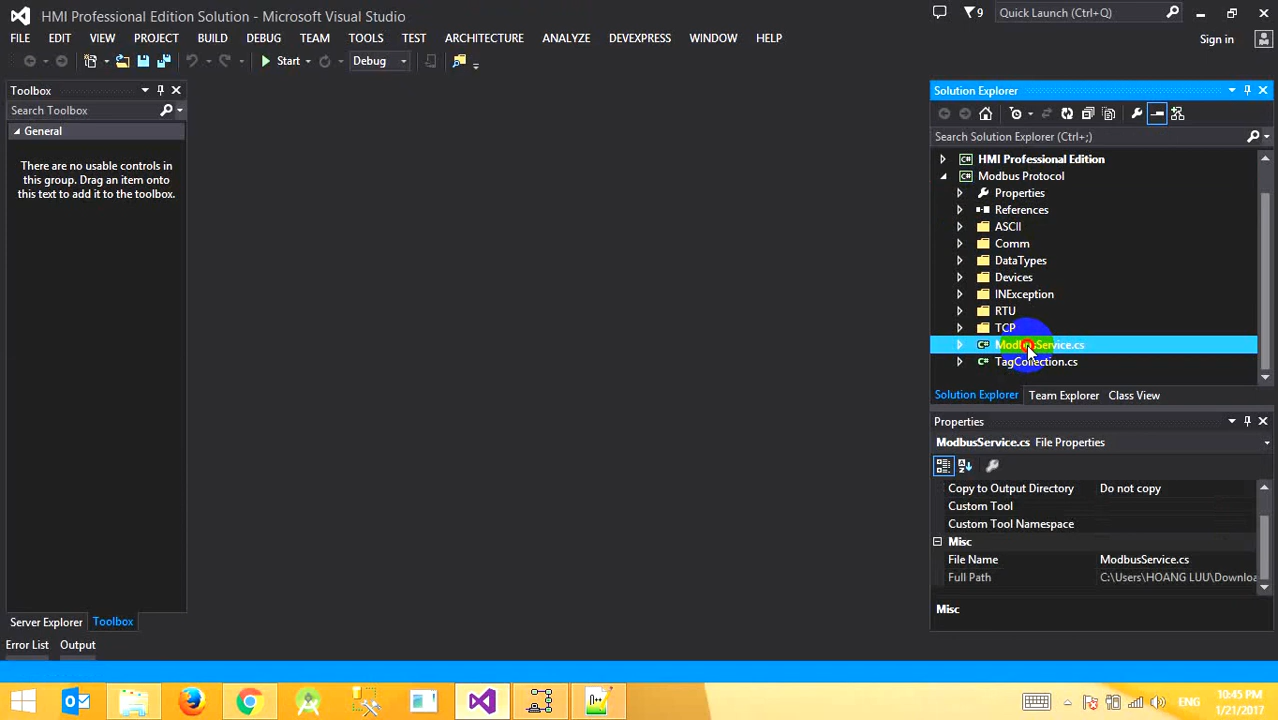 HMI Professional Edition Solution - Microsoft Visual Studio
9
Quick Launch (Ctrl+Q)
FILE EDIT VIEW PROJECT BUILD DEBUG TEAM TOOLS TEST ARCHITECTURE ANALYZE DEVEXPRESS WINDOW HELP
Sign in
Start
Debug
Toolbox
Search Toolbox
General
There are no usable controls in
this group. Drag an item onto
this text to add it to the toolbox.
Server Explorer Toolbox
Error List Output
Solution Explorer
Search Solution Explorer (Ctrl+;)
C# HMI Professional Edition
C# Modbus Protocol
Properties
References
ASCII
Comm
DataTypes
Devices
INException
RTU
TCP
C# ModbusService.cs
C# TagCollection.cs
Solution Explorer Team Explorer Class View
Properties
ModbusService.cs File Properties
Copy to Output Directory Do not copy
Custom Tool
Custom Tool Namespace
Misc
File Name ModbusService.cs
Full Path C:\Users\HOANG LUU\Downloa
Misc
ENG
10:45 PM
1/21/2017